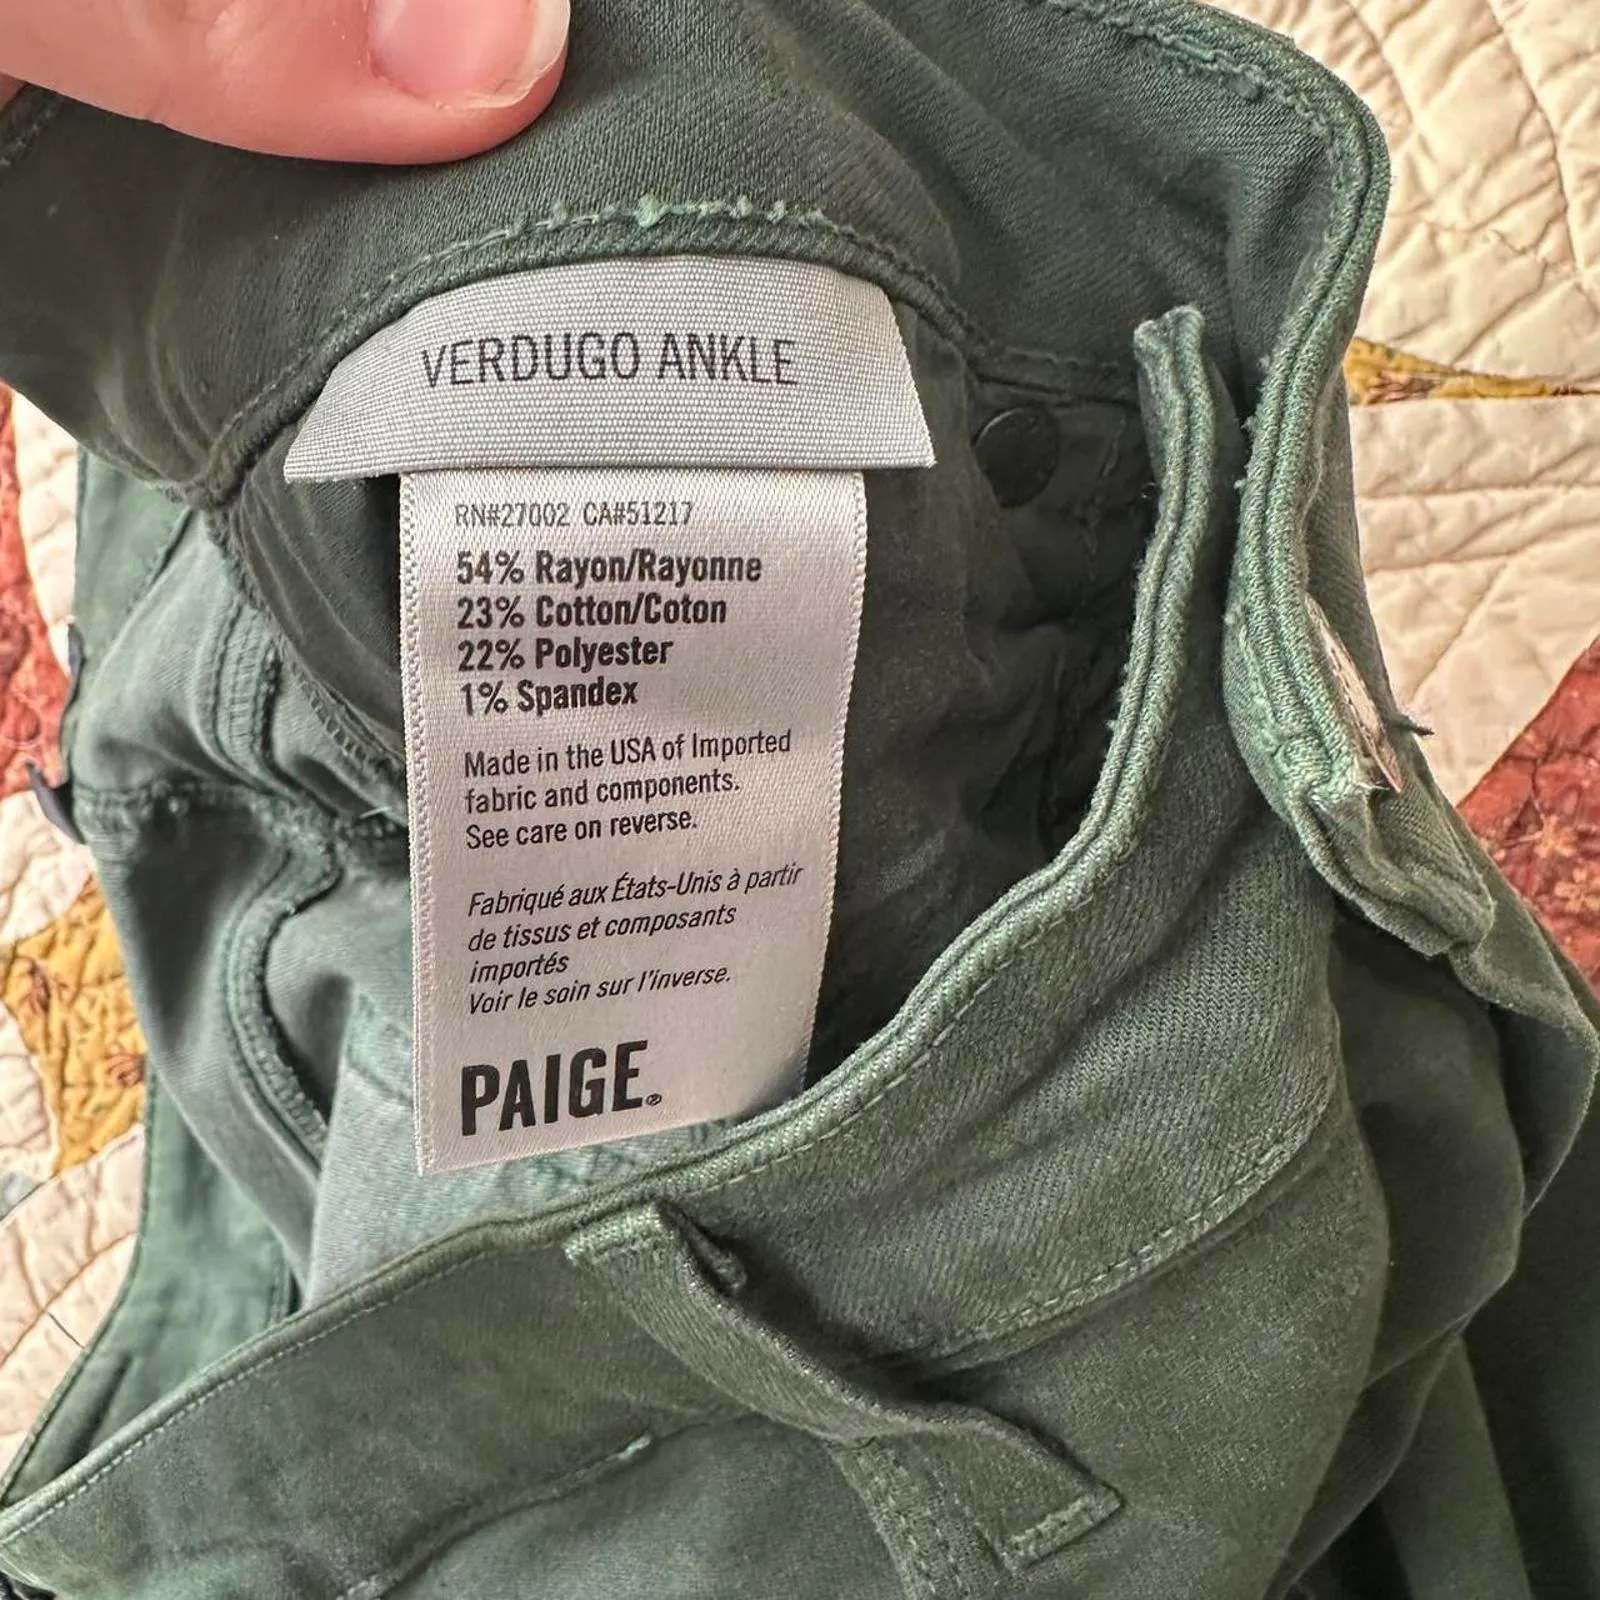 VERDUGO ANKLE
RN#27002 CA#51217
54% Rayon/Rayonne
23% Cotton/Coton
22% Polyester
1% Spandex
Made in the USA of Imported
fabric and components.
See care on reverse.
Fabriqué aux États-Unis à partir
de tissus et composants
importés
Voir le soin sur l'inverse.
PAIGE®